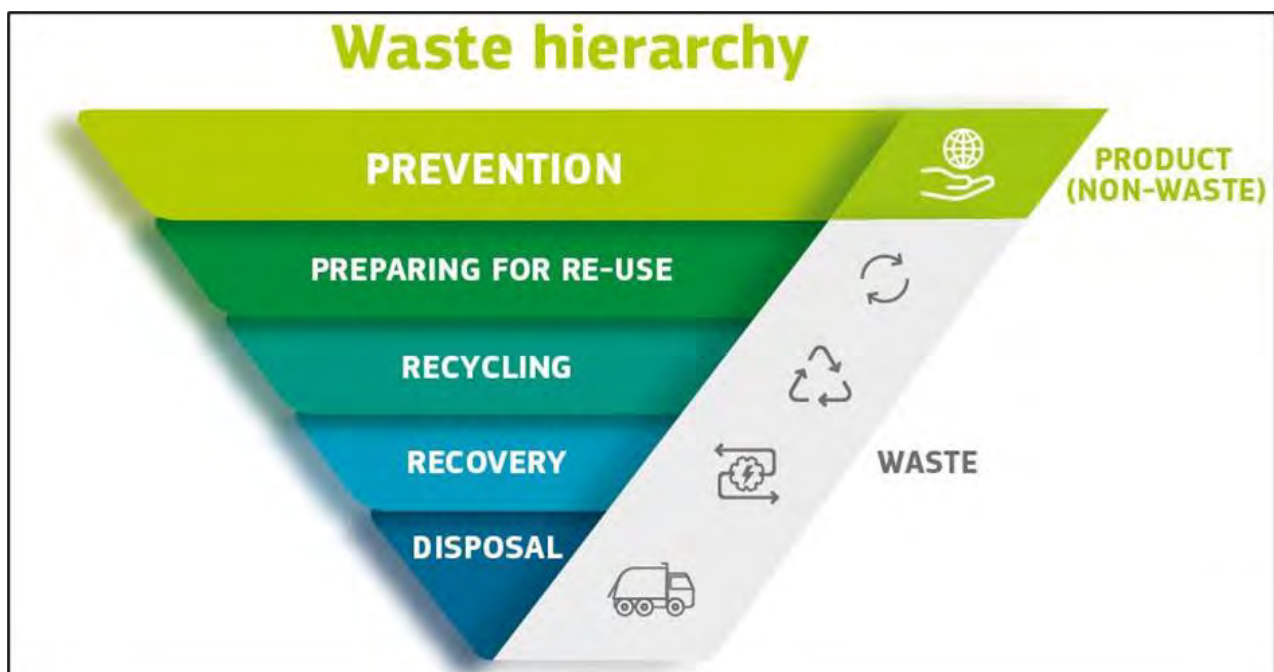 Waste hierarchy
PREVENTION
PRODUCT
(NON-WASTE)
PREPARING FOR RE-USE
RECYCLING
RECOVERY
WASTE
DISPOSAL